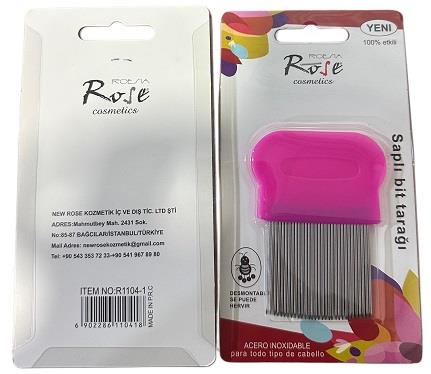 ROESIA
Rose
cosmetics
NEW ROSE KOZMETİK İÇ VE DIŞ TİC. LTD ŞTİ
ADRES:Mahmutbey Mah. 2431 Sok.
No:85-87 BAĞCILAR/İSTANBUL/TÜRKİYE
Mail Adres: newrosekozmetik@gmail.com
Tel: +90 543 353 72 33-+90 541 967 89 80
ITEM NO:R1104-1
MADE IN P.R.C
6 902286 110418
YENI
100% etkili
ROESIA
Rose
cosmetics
Saplı bit tarağı
DESMONTABLE
SE PUEDE
HERVIR
ACERO INOXIDABLE
para todo tipo de cabello